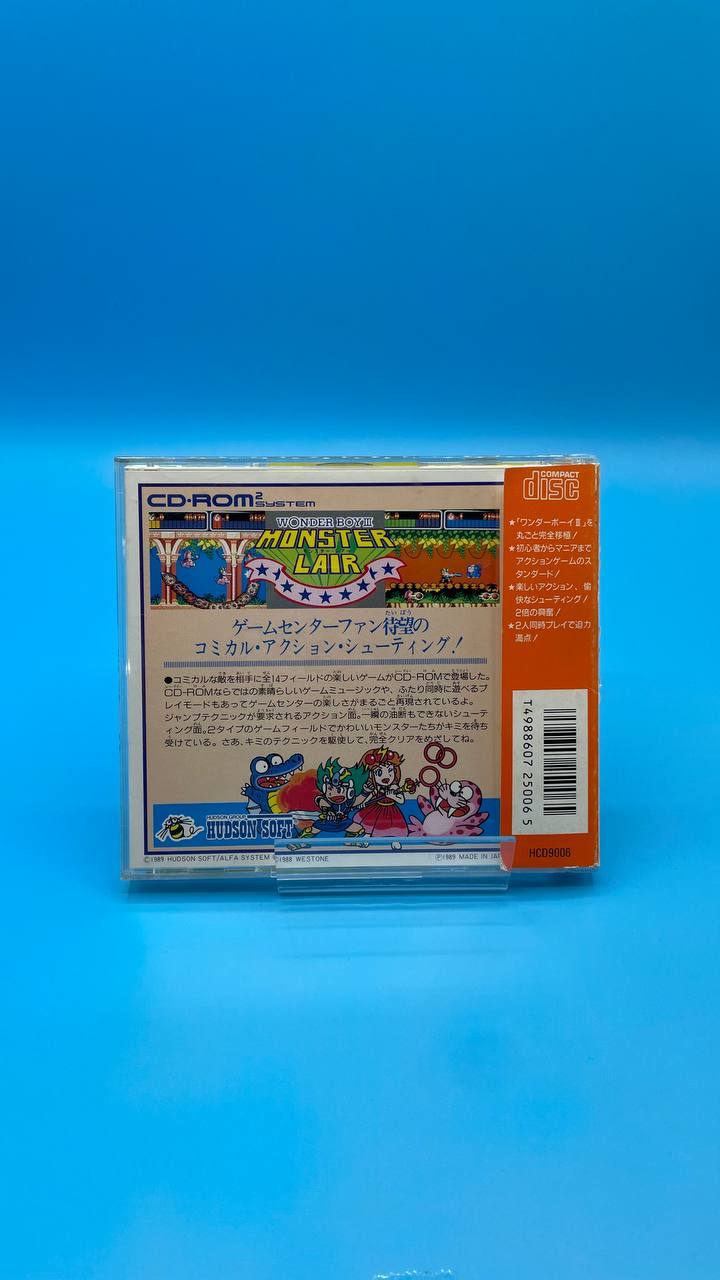 CD-ROM2 SYSTEM
WONDER BOY III
MONSTER
モンスター・レアー
LAIR
ゲームセンターファン待望の
コミカル・アクション・シューティング!
●コミカルな敵を相手に全14フィールドの楽しいゲームがCD-ROMで登場した。
CD-ROMならではの素晴らしいゲームミュージックや、ふたり同時に遊べるプ
レイモードもあってゲームセンターの楽しさがまるごと再現されているよ。
ジャンプテクニックが要求されるアクション面。一瞬の油断もできないシューテ
ィング面。2タイプのゲームフィールドでかわいいモンスターたちがキミを待ち
受けている。さあ、キミのテクニックを駆使して、完全クリアをめざしてね。
HUDSON GROUP
HUDSON SOFT
©1989 HUDSON SOFT/ALFA SYSTEM ©1988 WESTONE
Ⓟ1989 MADE IN JAP
COMPACT
disc
★「ワンダーボーイⅢ」を
丸ごと完全移植!
★初心者からマニアまで
アクションゲームのス
タンダード!
★楽しいアクション、愉
快なシューティング!
2倍の興奮!
★2人同時プレイで迫力
満点!
T4988607 25006 5
HCD9006